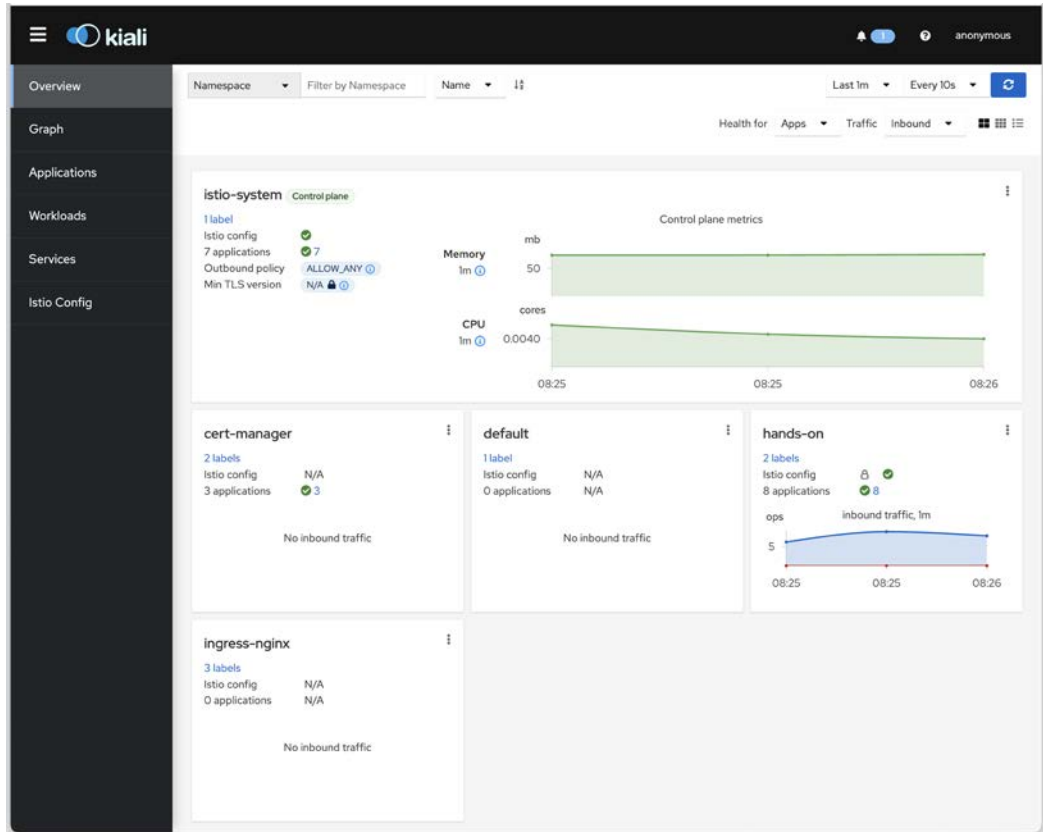 kiali
1
anonymous
Overview
Graph
Applications
Workloads
Services
Istio Config
Namespace Filter by Namespace Name Last 1m Every 10s
Health for Apps Traffic Inbound
istio-system Control plane
1 label
Istio config
7 applications 7
Outbound policy ALLOW_ANY
Min TLS version N/A
Control plane metrics
mb
Memory
1m 50
cores
CPU
1m 0.0040
08:25 08:25 08:26
cert-manager
2 labels
Istio config N/A
3 applications 3
No inbound traffic
default
1 label
Istio config N/A
0 applications N/A
No inbound traffic
hands-on
2 labels
Istio config
8 applications 8
ops inbound traffic, 1m
5
08:25 08:25 08:26
ingress-nginx
3 labels
Istio config N/A
0 applications N/A
No inbound traffic